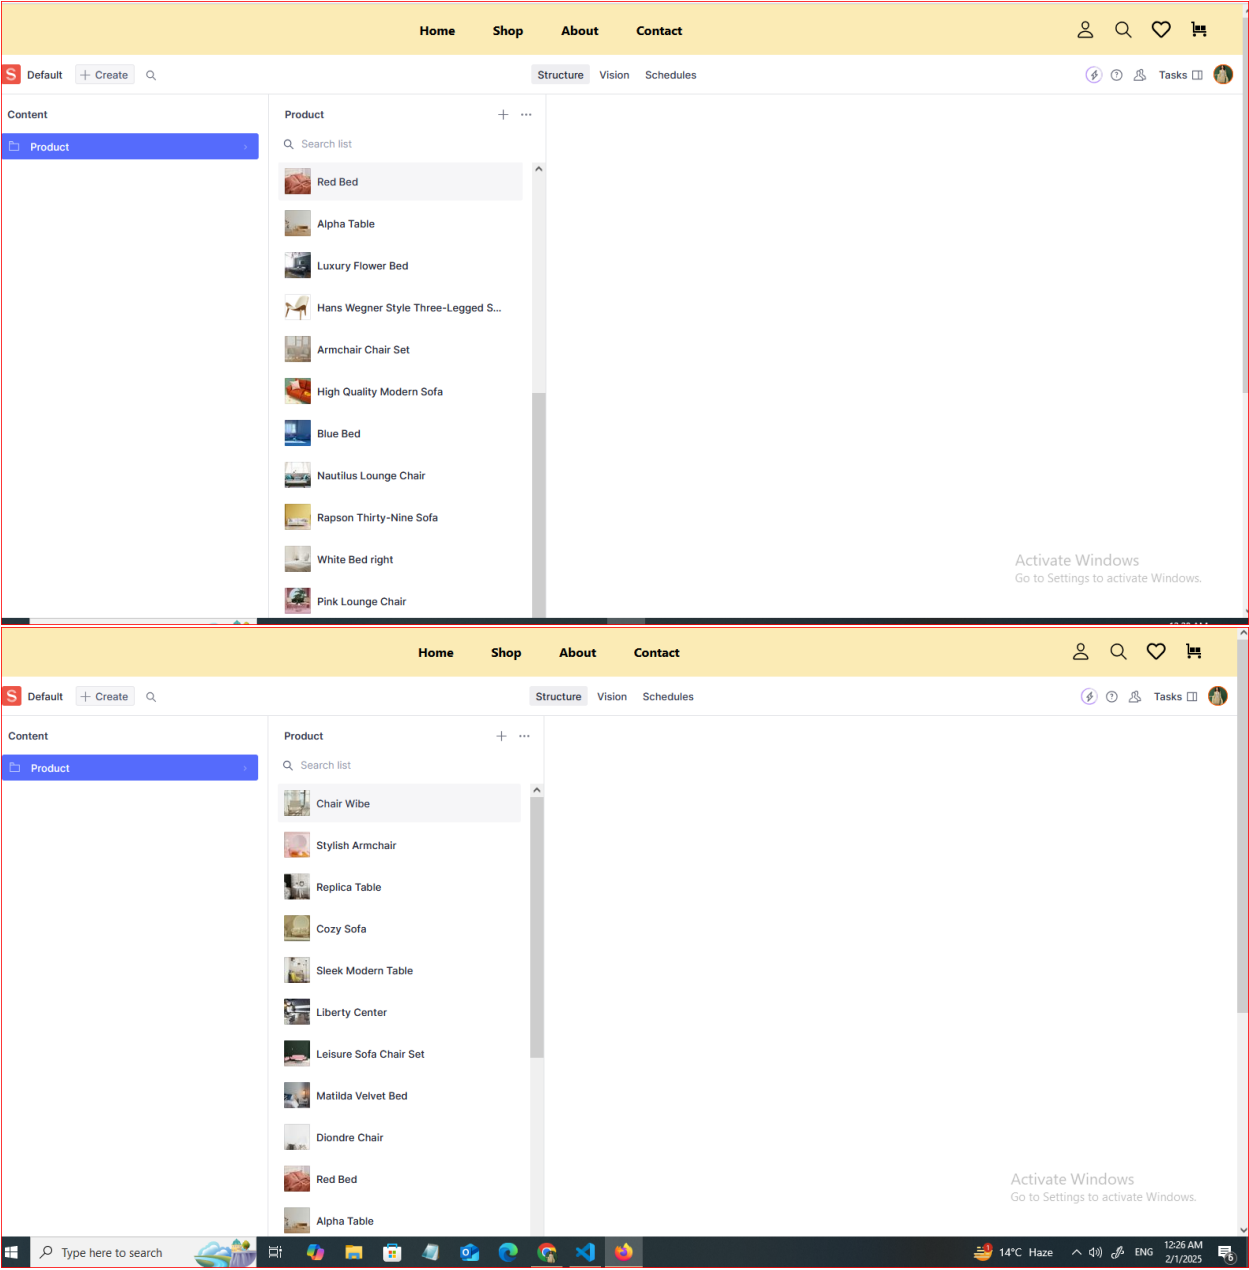 Home Shop About Contact
S Default + Create Structure Vision Schedules Tasks
Content Product
Product Search list
Red Bed
Alpha Table
Luxury Flower Bed
Hans Wegner Style Three-Legged S...
Armchair Chair Set
High Quality Modern Sofa
Blue Bed
Nautilus Lounge Chair
Rapson Thirty-Nine Sofa
White Bed right
Pink Lounge Chair
Activate Windows
Go to Settings to activate Windows.
Home Shop About Contact
S Default + Create Structure Vision Schedules Tasks
Content Product
Product Search list
Chair Wibe
Stylish Armchair
Replica Table
Cozy Sofa
Sleek Modern Table
Liberty Center
Leisure Sofa Chair Set
Matilda Velvet Bed
Diondre Chair
Red Bed
Alpha Table
Activate Windows
Go to Settings to activate Windows.
Type here to search 14°C Haze ENG 12:26 AM
2/1/2025